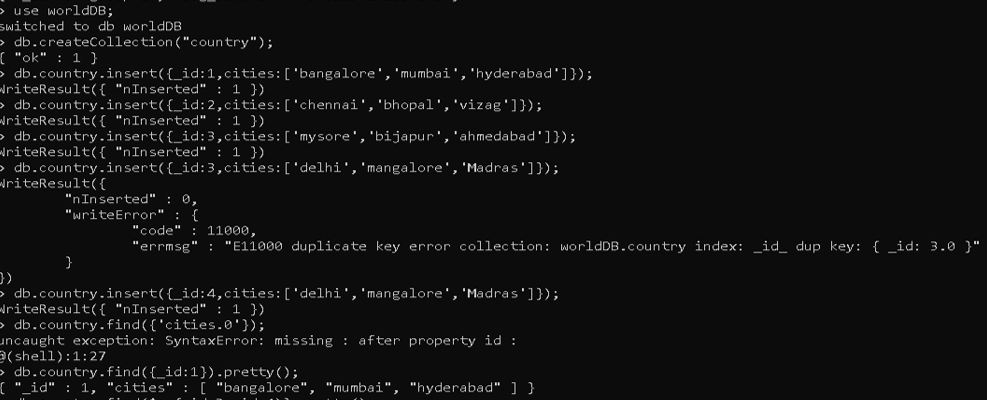 > use worldDB;
switched to db worldDB
> db.createCollection("country");
{ "ok" : 1 }
> db.country.insert({_id:1,cities:['bangalore','mumbai','hyderabad']});
WriteResult({ "nInserted" : 1 })
> db.country.insert({_id:2,cities:['chennai','bhopal','vizag']});
WriteResult({ "nInserted" : 1 })
> db.country.insert({_id:3,cities:['mysore','bijapur','ahmedabad']});
WriteResult({ "nInserted" : 1 })
> db.country.insert({_id:3,cities:['delhi','mangalore','Madras']});
WriteResult({
"nInserted" : 0,
"writeError" : {
"code" : 11000,
"errmsg" : "E11000 duplicate key error collection: worldDB.country index: _id_ dup key: { _id: 3.0 }"
}
})
> db.country.insert({_id:4,cities:['delhi','mangalore','Madras']});
WriteResult({ "nInserted" : 1 })
> db.country.find({'cities.0'});
uncaught exception: SyntaxError: missing : after property id :
@(shell):1:27
> db.country.find({_id:1}).pretty();
{ "_id" : 1, "cities" : [ "bangalore", "mumbai", "hyderabad" ] }